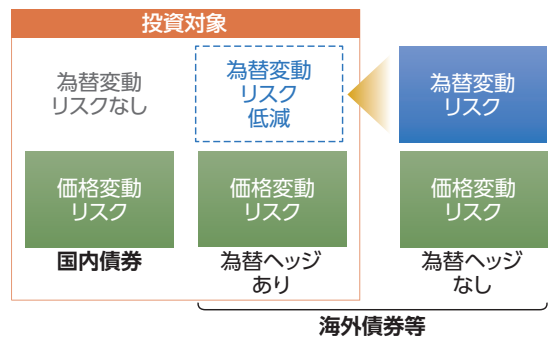 投資対象
為替変動
リスクなし
為替変動
リスク
低減
為替変動
リスク
価格変動
リスク
価格変動
リスク
価格変動
リスク
国内債券
為替ヘッジ
あり
為替ヘッジ
なし
海外債券等